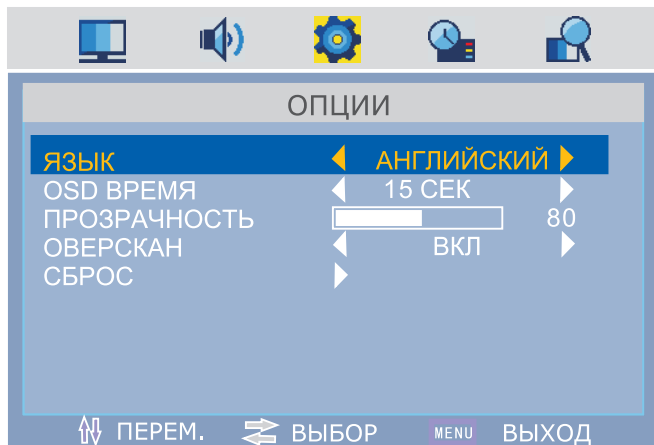 ОПЦИИ
ЯЗЫК АНГЛИЙСКИЙ
OSD ВРЕМЯ 15 СЕК
ПРОЗРАЧНОСТЬ 80
ОВЕРСКАН ВКЛ
СБРОС
ПЕРЕМ. ВЫБОР MENU ВЫХОД